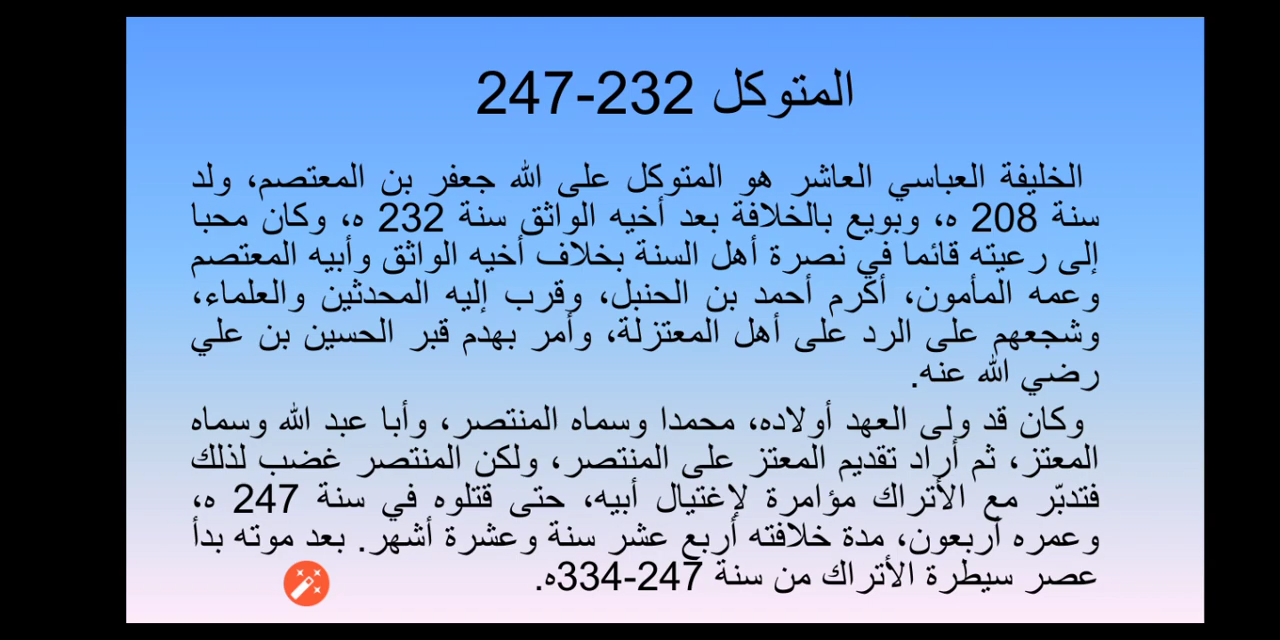 المتوكل 232-247
الخليفة العباسي العاشر هو المتوكل على الله جعفر بن المعتصم، ولد
سنة 208 ه، وبويع بالخلافة بعد أخيه الواثق سنة 232 ه، وكان محبا
إلى رعيته قائما في نصرة أهل السنة بخلاف أخيه الواثق وأبيه المعتصم
وعمه المأمون، أكرم أحمد بن الحنبل، وقرب إليه المحدثين والعلماء،
وشجعهم على الرد على أهل المعتزلة، وأمر بهدم قبر الحسين بن علي
رضي الله عنه.
وكان قد ولى العهد أولاده، محمدا وسماه المنتصر، وأبا عبد الله وسماه
المعتز، ثم أراد تقديم المعتز على المنتصر، ولكن المنتصر غضب لذلك
فتدبّر مع الأتراك مؤامرة لإغتيال أبيه، حتى قتلوه في سنة 247 ه،
وعمره أربعون، مدة خلافته أربع عشر سنة وعشرة أشهر. بعد موته بدأ
عصر سيطرة الأتراك من سنة 247-334ه.